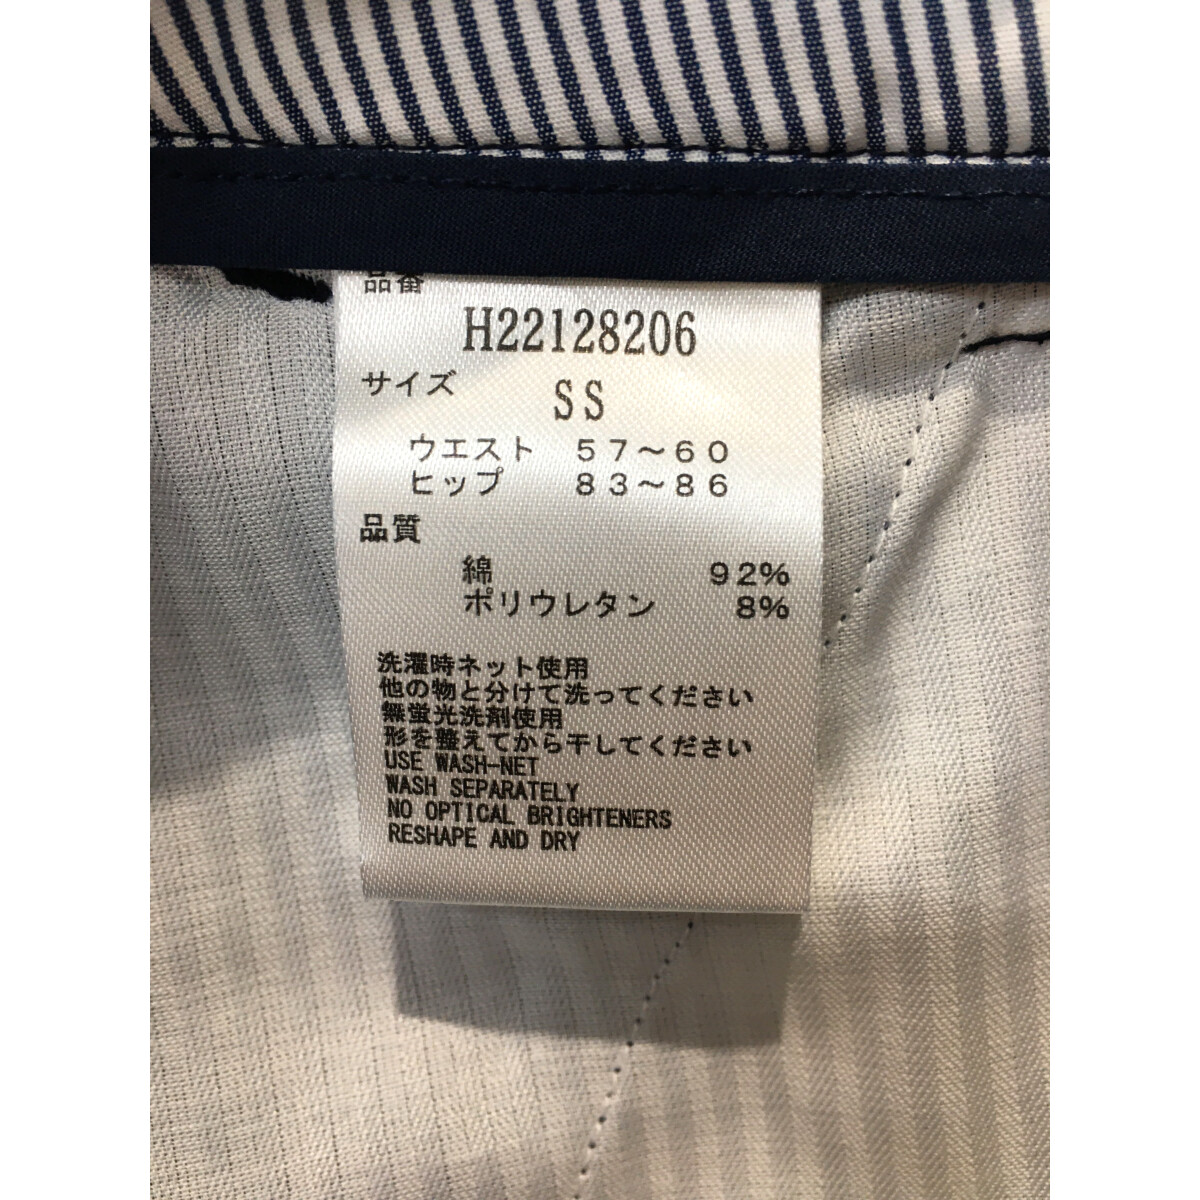 品番
H22128206
サイズ SS
ウエスト 57～60
ヒップ 83～86
品質
綿 92%
ポリウレタン 8%
洗濯時ネット使用
他の物と分けて洗ってください
無蛍光洗剤使用
形を整えてから干してください
USE WASH-NET
WASH SEPARATELY
NO OPTICAL BRIGHTENERS
RESHAPE AND DRY